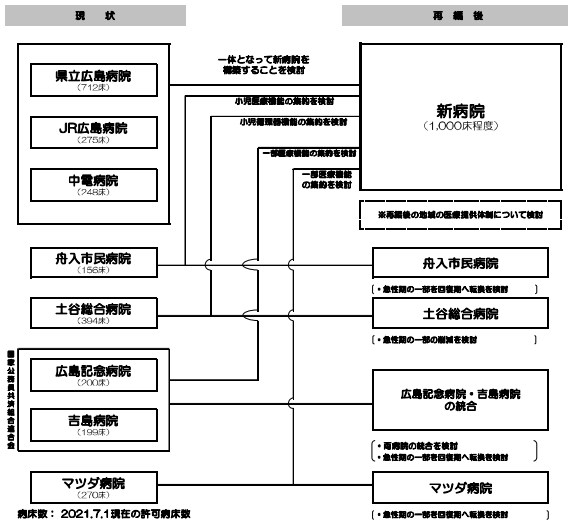 現　状
再 編 後
県立広島病院
(712床)
JR広島病院
(275床)
中電病院
(248床)
一体となって新病院を
構築することを検討
小児医療機能の集約を検討
小児循環器機能の集約を検討
一部医療機能の集約を検討
一部医療機能
の集約を検討
新病院
(1,000床程度)
※再編後の地域の医療提供体制について検討
舟入市民病院
(156床)
舟入市民病院
・急性期の一部を回復期へ転換を検討
土谷総合病院
(394床)
土谷総合病院
・急性期の一部の削減を検討
国家公務員共済組合連合会
広島記念病院
(200床)
吉島病院
(199床)
広島記念病院・吉島病院
の統合
・両病院の統合を検討
・急性期の一部を回復期へ転換を検討
マツダ病院
(270床)
マツダ病院
・急性期の一部を回復期へ転換を検討
病床数： 2021.7.1現在の許可病床数